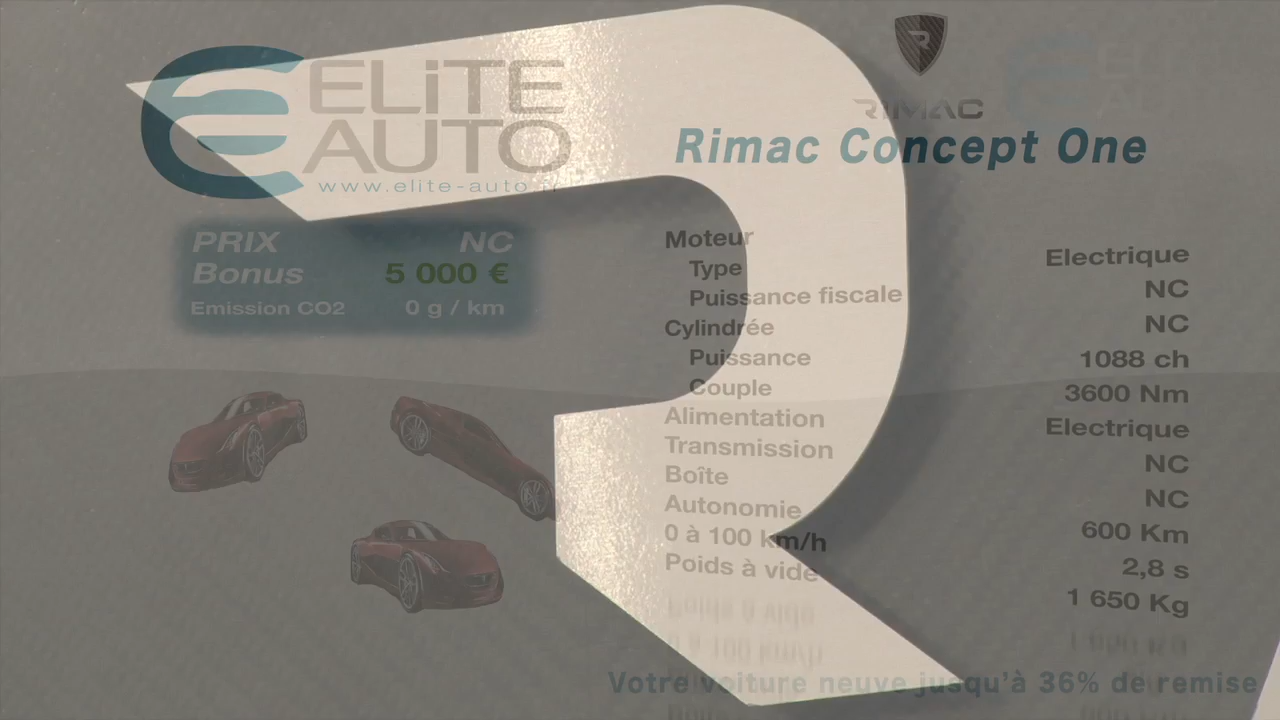 ELiTE
AUTO
www.elite-auto.fr
RIMAC
Rimac Concept One
PRIX NC
Bonus 5 000 €
Emission CO2 0 g / km
Moteur Electrique
Type NC
Puissance fiscale NC
Cylindrée 1088 ch
Puissance 3600 Nm
Couple Electrique
Alimentation NC
Transmission NC
Boîte 600 Km
Autonomie 2,8 s
0 à 100 km/h 1 650 Kg
Poids à vide
Votre voiture neuve jusqu'à 36% de remise